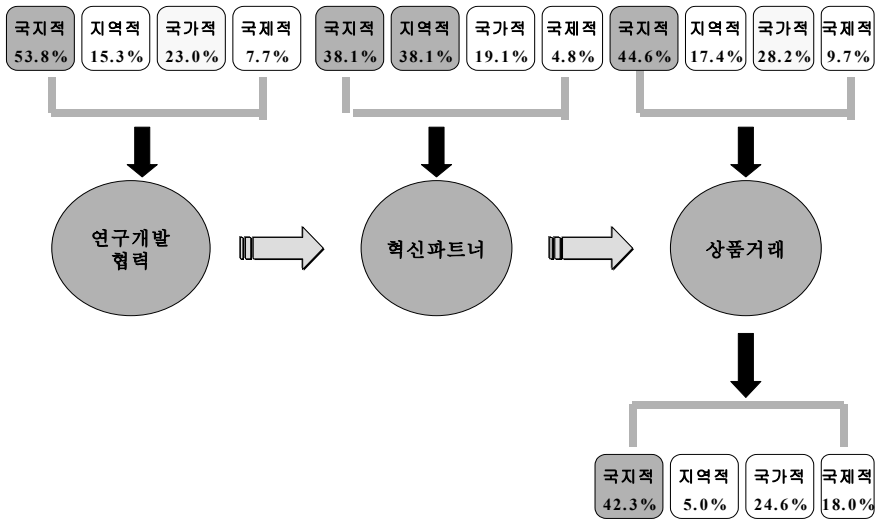 국지적 지역적 국가적 국제적 국지적 지역적 국가적 국제적 국지적 지역적 국가적 국제적
53.8% 15.3% 23.0% 7.7% 38.1% 38.1% 19.1% 4.8% 44.6% 17.4% 28.2% 9.7%
연구개발
협력
혁신파트너
상품거래
국지적 지역적 국가적 국제적
42.3% 5.0% 24.6% 18.0%